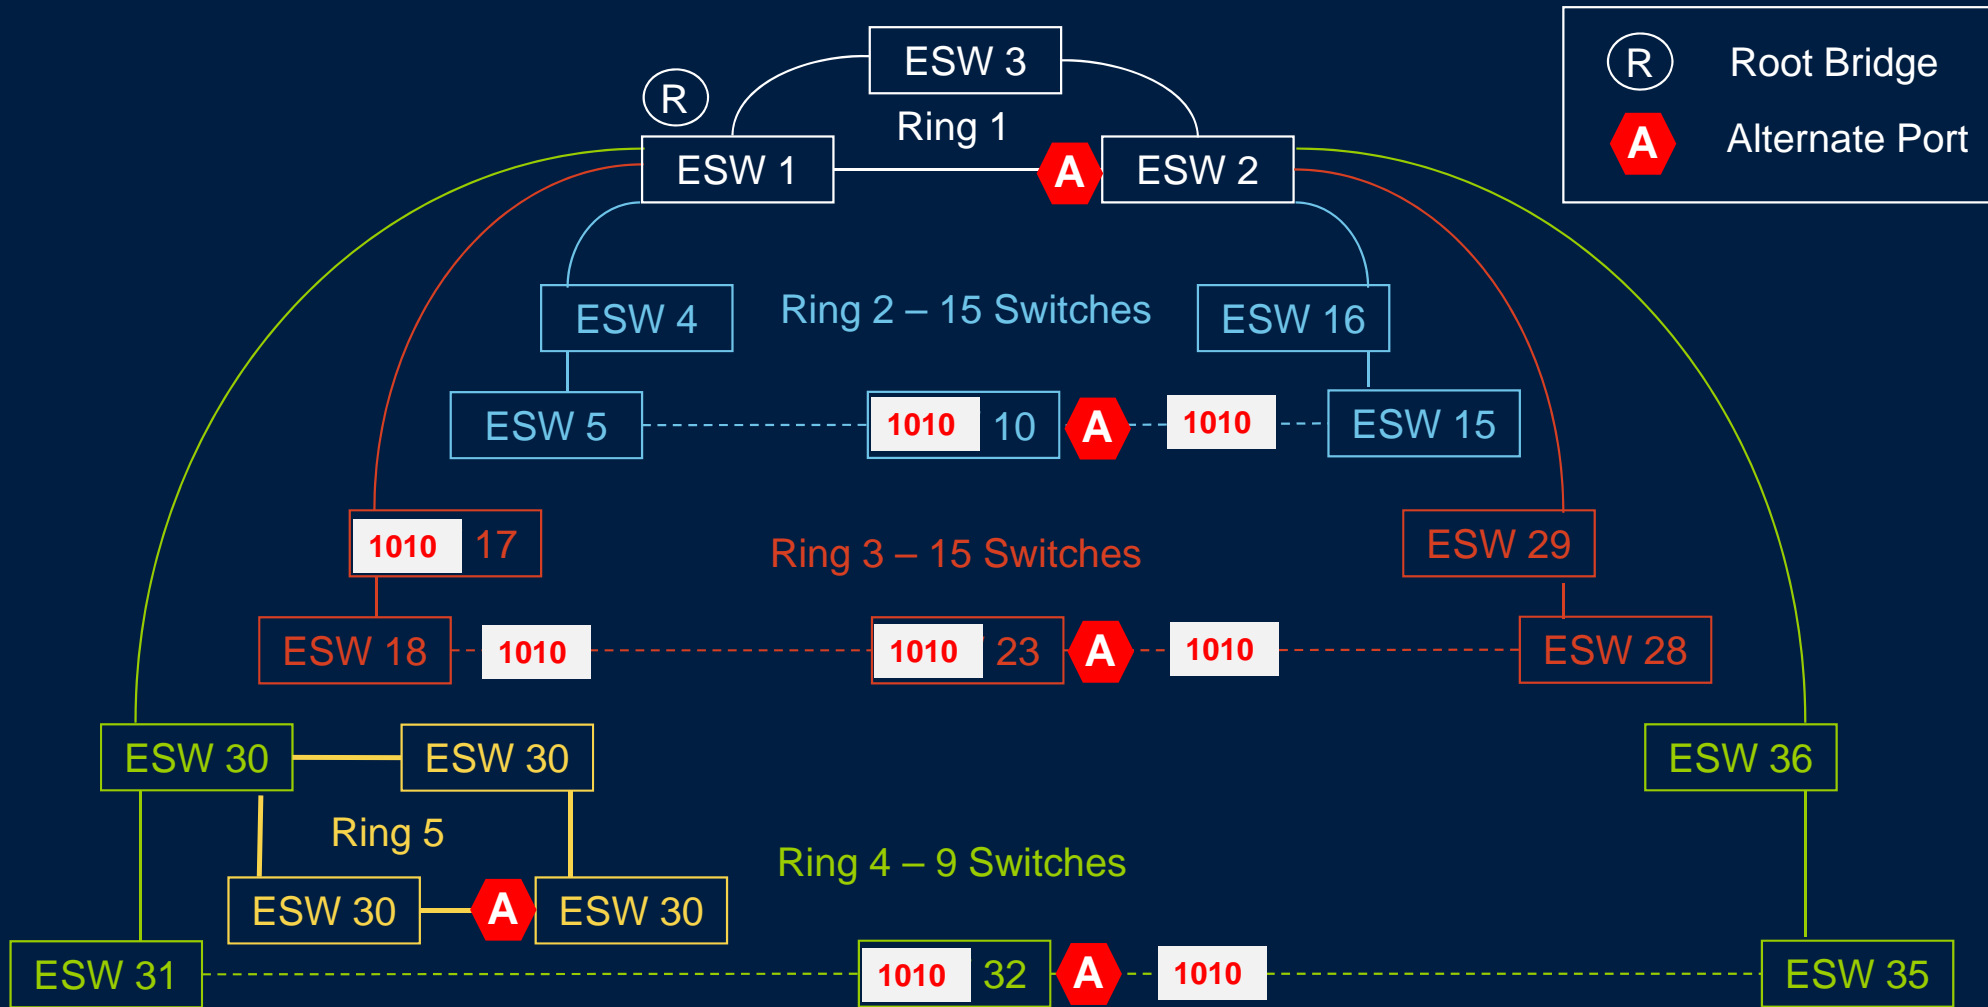 ESW 3
R
Root Bridge
R
Ring 1
A
Alternate Port
ESW 1
A
ESW 2
ESW 4
Ring 2 – 15 Switches
ESW 16
ESW 5
1010 10
A
1010
ESW 15
1010 17
Ring 3 – 15 Switches
ESW 29
ESW 18
1010
1010 23
A
1010
ESW 28
ESW 30
ESW 30
ESW 36
Ring 5
Ring 4 – 9 Switches
ESW 30
A
ESW 30
ESW 31
1010 32
A
1010
ESW 35